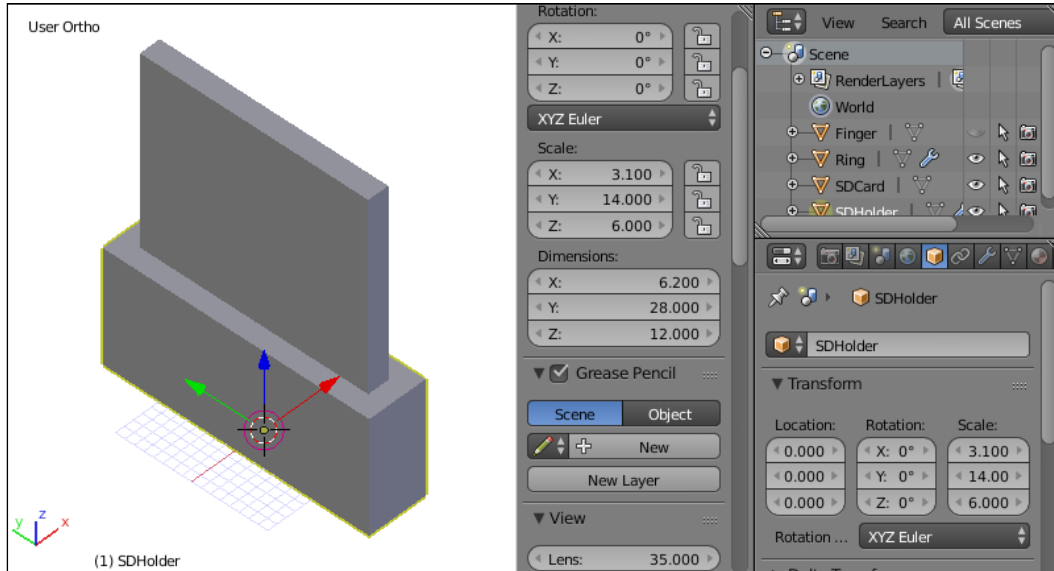 User Ortho
y z x
(1) SDHolder
Rotation:
X: 0°
Y: 0°
Z: 0°
XYZ Euler
Scale:
X: 3.100
Y: 14.000
Z: 6.000
Dimensions:
X: 6.200
Y: 28.000
Z: 12.000
Grease Pencil
Scene Object
New
New Layer
View
Lens: 35.000
View Search All Scenes
Scene
RenderLayers
World
Finger
Ring
SDCard
SDHolder
SDHolder
SDHolder
Transform
Location: Rotation: Scale:
0.000 X: 0° 3.100
0.000 Y: 0° 14.00
0.000 Z: 0° 6.000
Rotation ... XYZ Euler